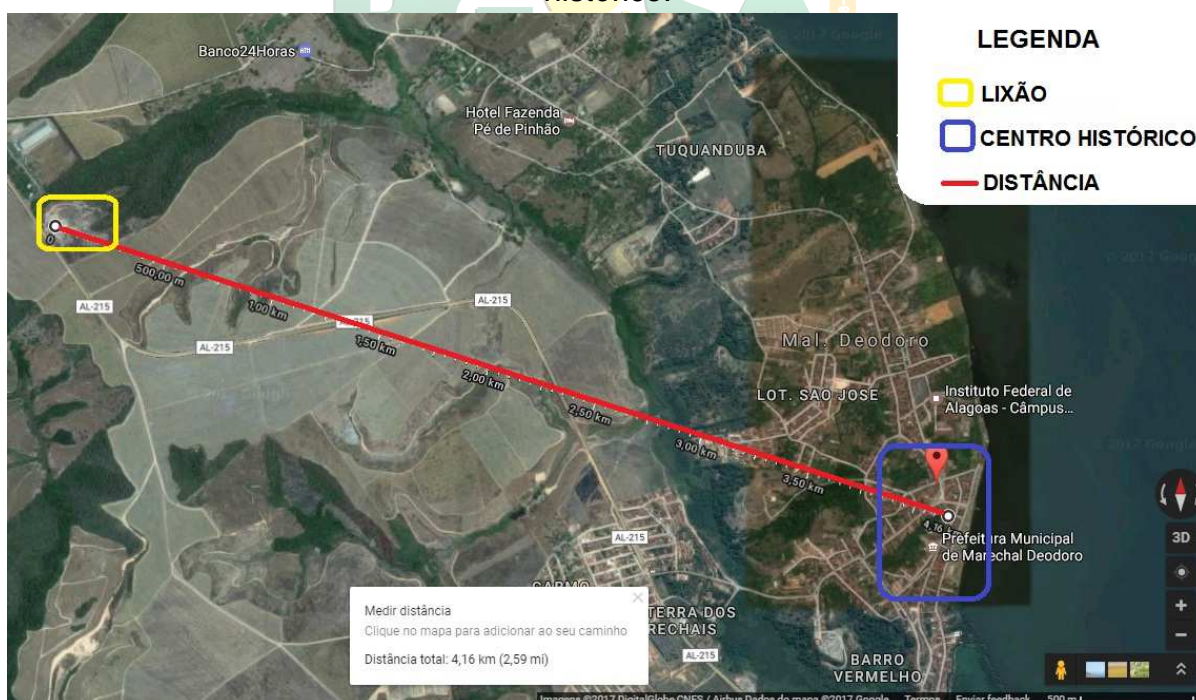 Histórico.
LEGENDA
LIXÃO
CENTRO HISTÓRICO
DISTÂNCIA
Banco24Horas
Hotel Fazenda
Pé de Pinhão
TUQUANDUBA
0
500,00 m
1,00 km
1,50 km
2,00 km
2,50 km
3,00 km
3,50 km
4,16 km
AL-215
AL-215
AL-215
AL-215
Mal. Deodoro
LOT. SAO JOSE
Instituto Federal de
Alagoas - Câmpus...
Prefeitura Municipal
de Marechal Deodoro
AL-215
CARMO
TERRA DOS
RECHAIS
AL-215
BARRO
VERMELHO
Medir distância
Clique no mapa para adicionar ao seu caminho
Distância total: 4,16 km (2,59 mi)
3D
Imagens ©2017 DigitalGlobe,CNES / Airbus,Dados do mapa ©2017 Google Termos Enviar feedback 500 m